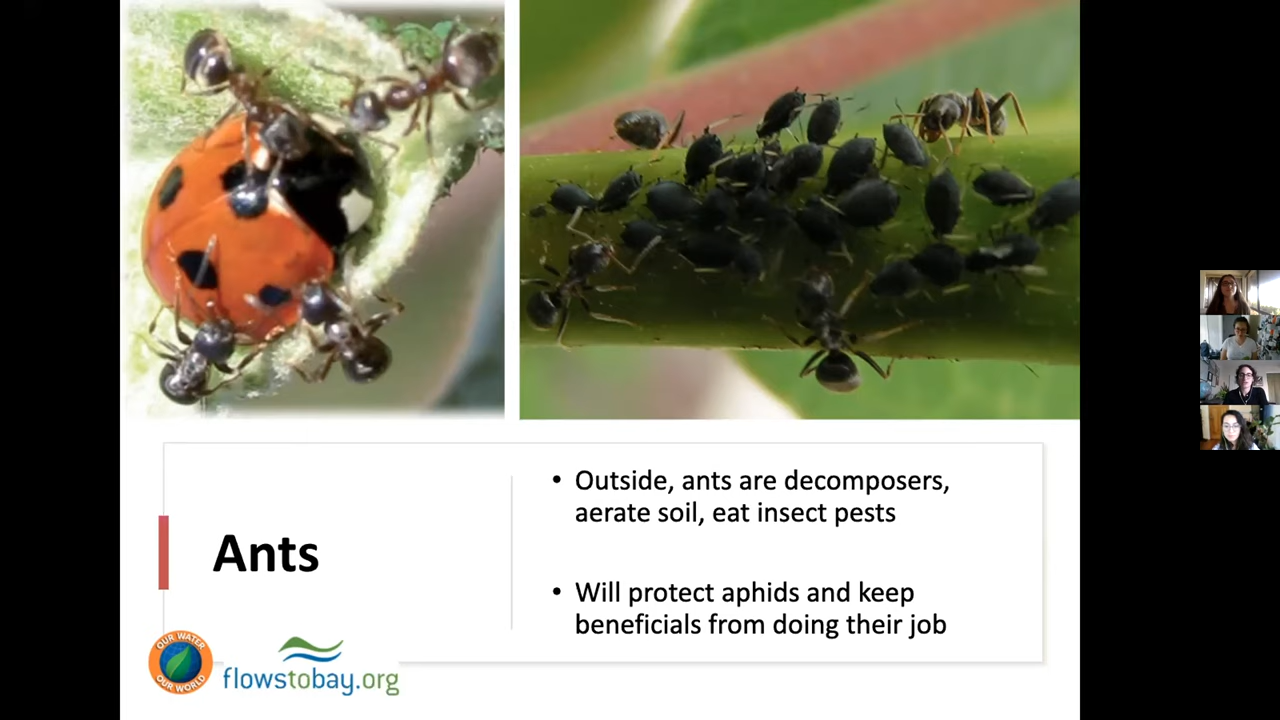 Ants
• Outside, ants are decomposers,
aerate soil, eat insect pests
• Will protect aphids and keep
beneficials from doing their job
OUR WATER
OUR WORLD
flowstobay.org